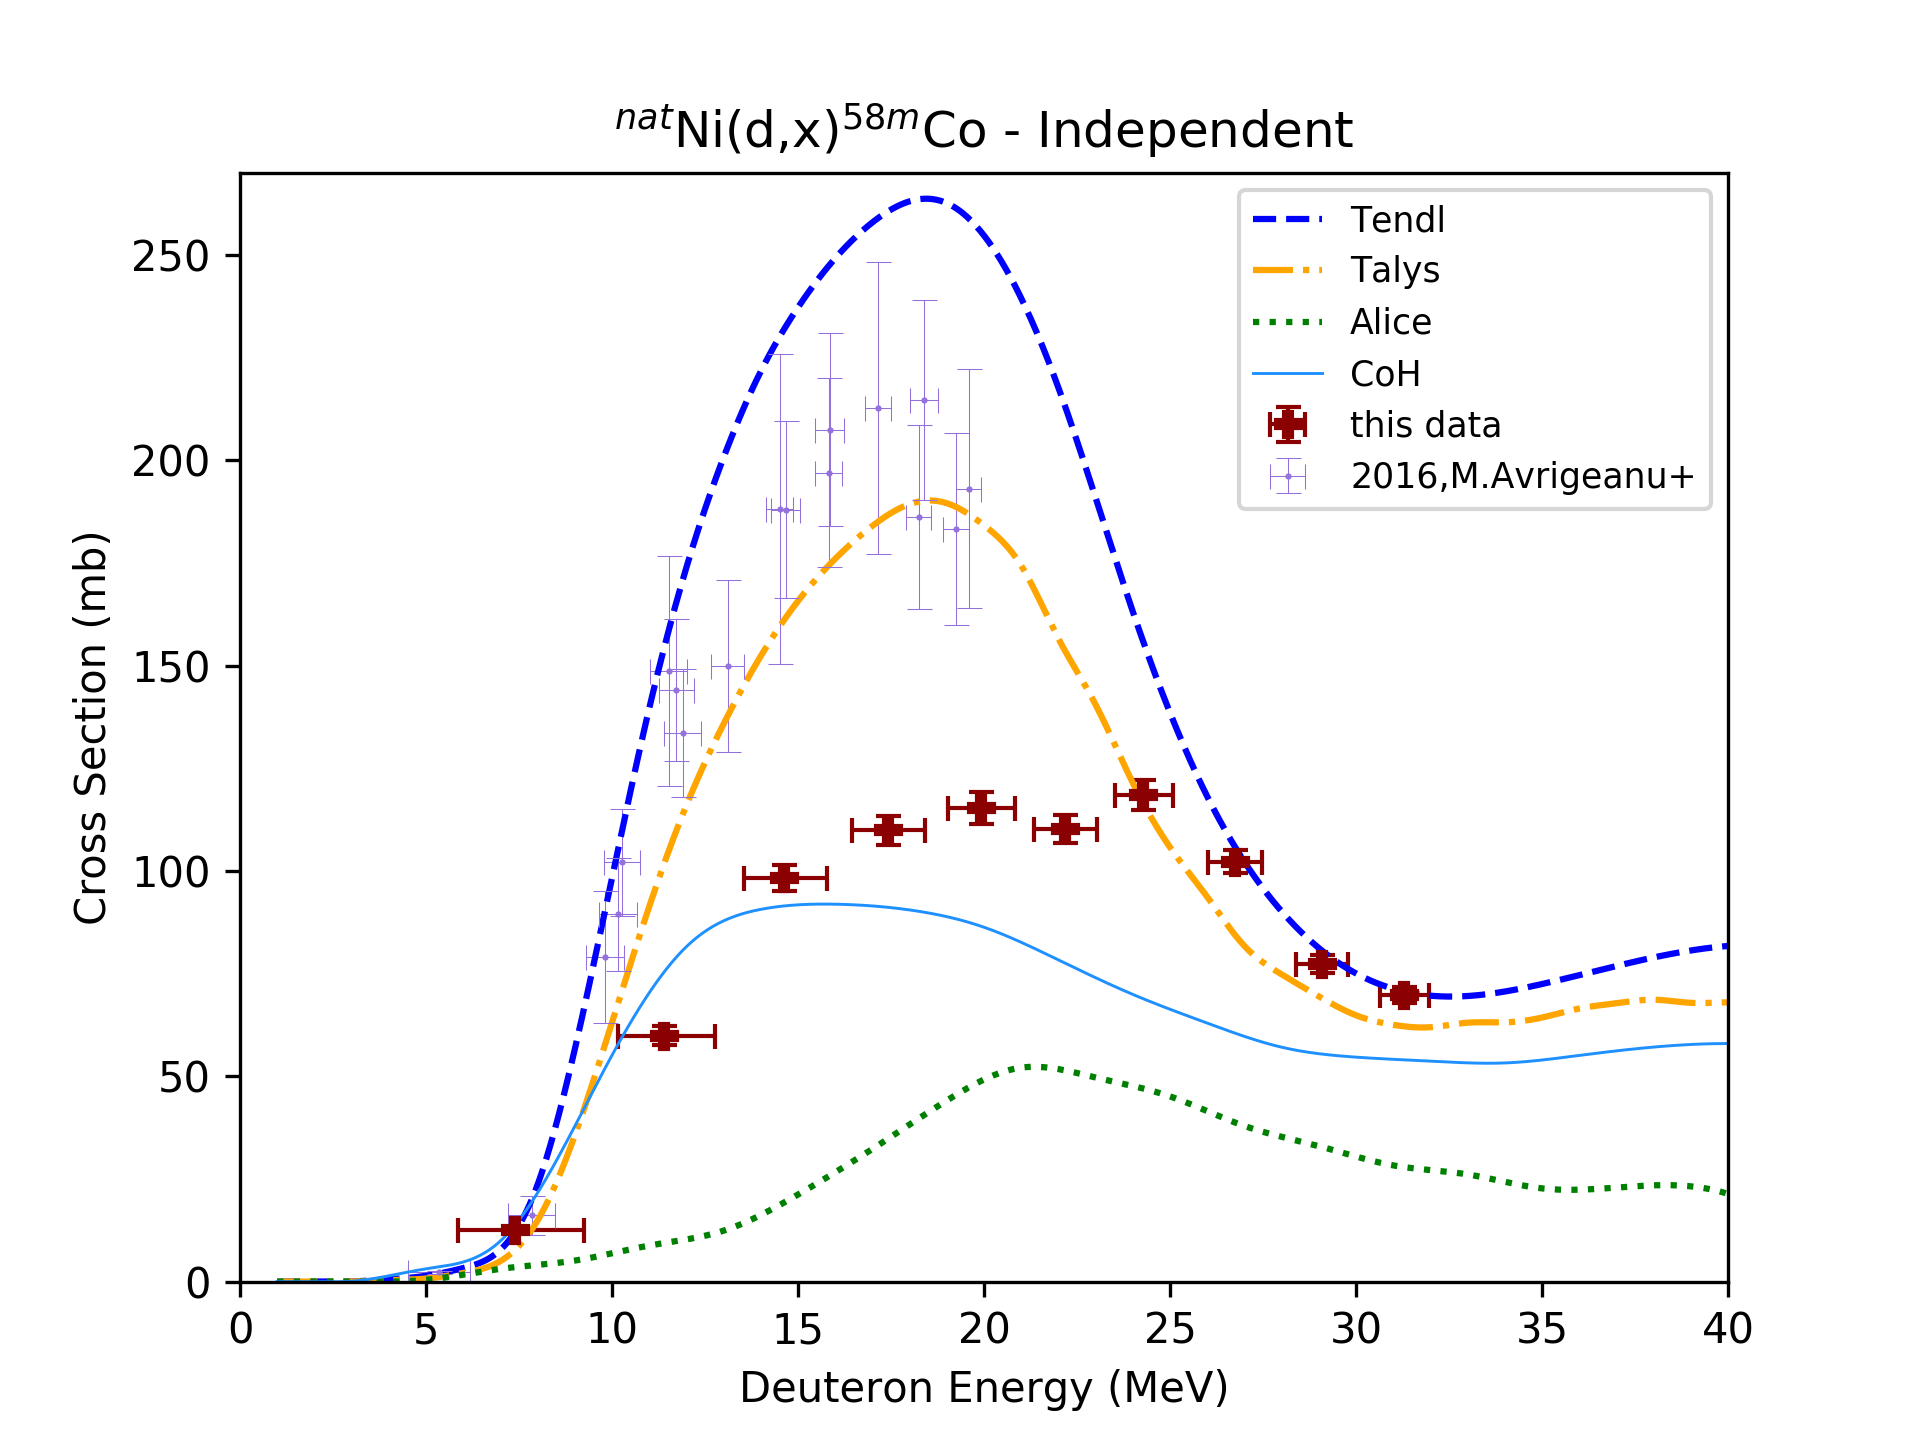 natNi(d,x)58mCo - Independent
Tendl
Talys
Alice
CoH
this data
2016,M.Avrigeanu+
Cross Section (mb)
250
200
150
100
50
0
0 5 10 15 20 25 30 35 40
Deuteron Energy (MeV)